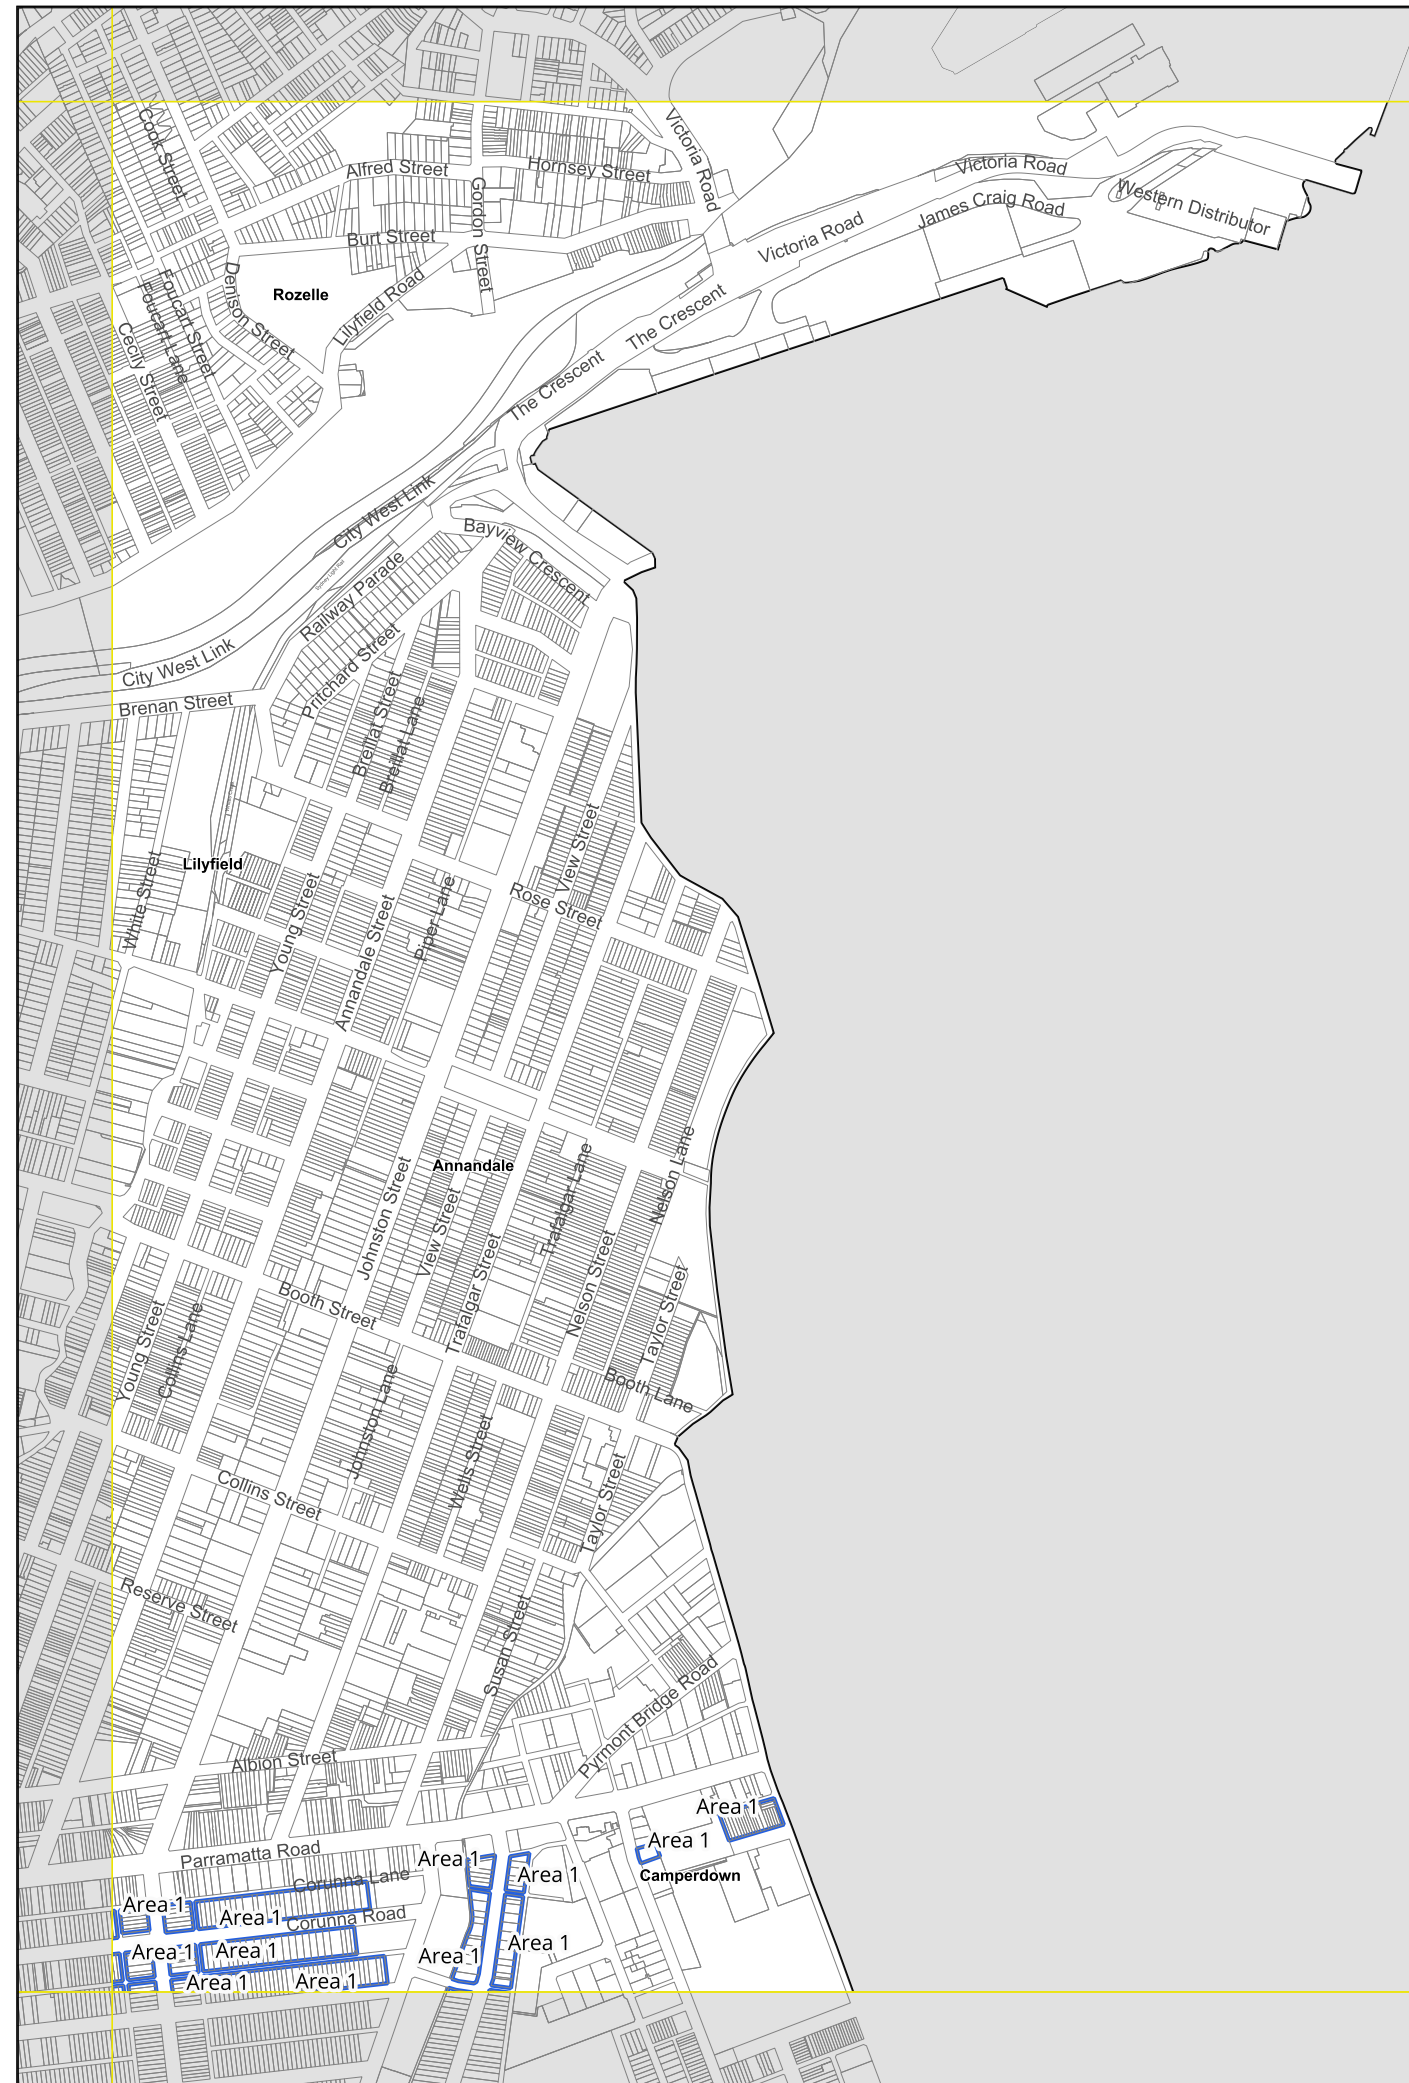 Cook Street
Victoria Road
Alfred Street
Hornsey Street
Victoria Road
Gordon Street
Western Distributor
James Craig Road
Victoria Road
Burt Street
Denison Street
Rozelle
Lilyfield Road
Foucart Street
Foucart Lane
Cecily Street
The Crescent
The Crescent
City West Link
Bayview Crescent
Sydney Light Rail
Railway Parade
Pritchard Street
City West Link
Brenan Street
Breillat Street
Breillat Lane
View Street
Lilyfield
White Street
Young Street
Annandale Street
Piper Lane
Rose Street
Annandale
Johnston Street
View Street
Trafalgar Lane
Nelson Lane
Trafalgar Street
Nelson Street
Taylor Street
Booth Street
Young Street
Collins Lane
Johnston Lane
Booth Lane
Wells Street
Taylor Street
Collins Street
Reserve Street
Susan Street
Pyrmont Bridge Road
Albion Street
Area 1
Area 1
Parramatta Road
Area 1
Area 1
Camperdown
Corunna Lane
Area 1
Area 1
Corunna Road
Area 1
Area 1
Area 1
Area 1
Area 1
Area 1